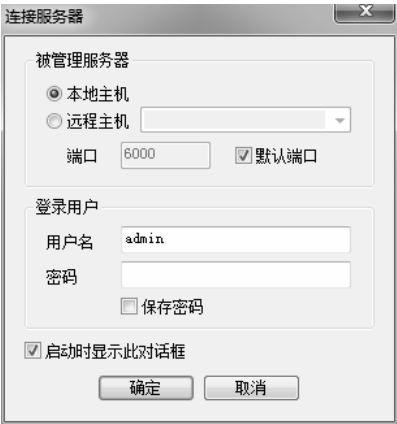 连接服务器
被管理服务器
本地主机
远程主机
端口 6000 默认端口
登录用户
用户名 admin
密码
保存密码
启动时显示此对话框
确定 取消